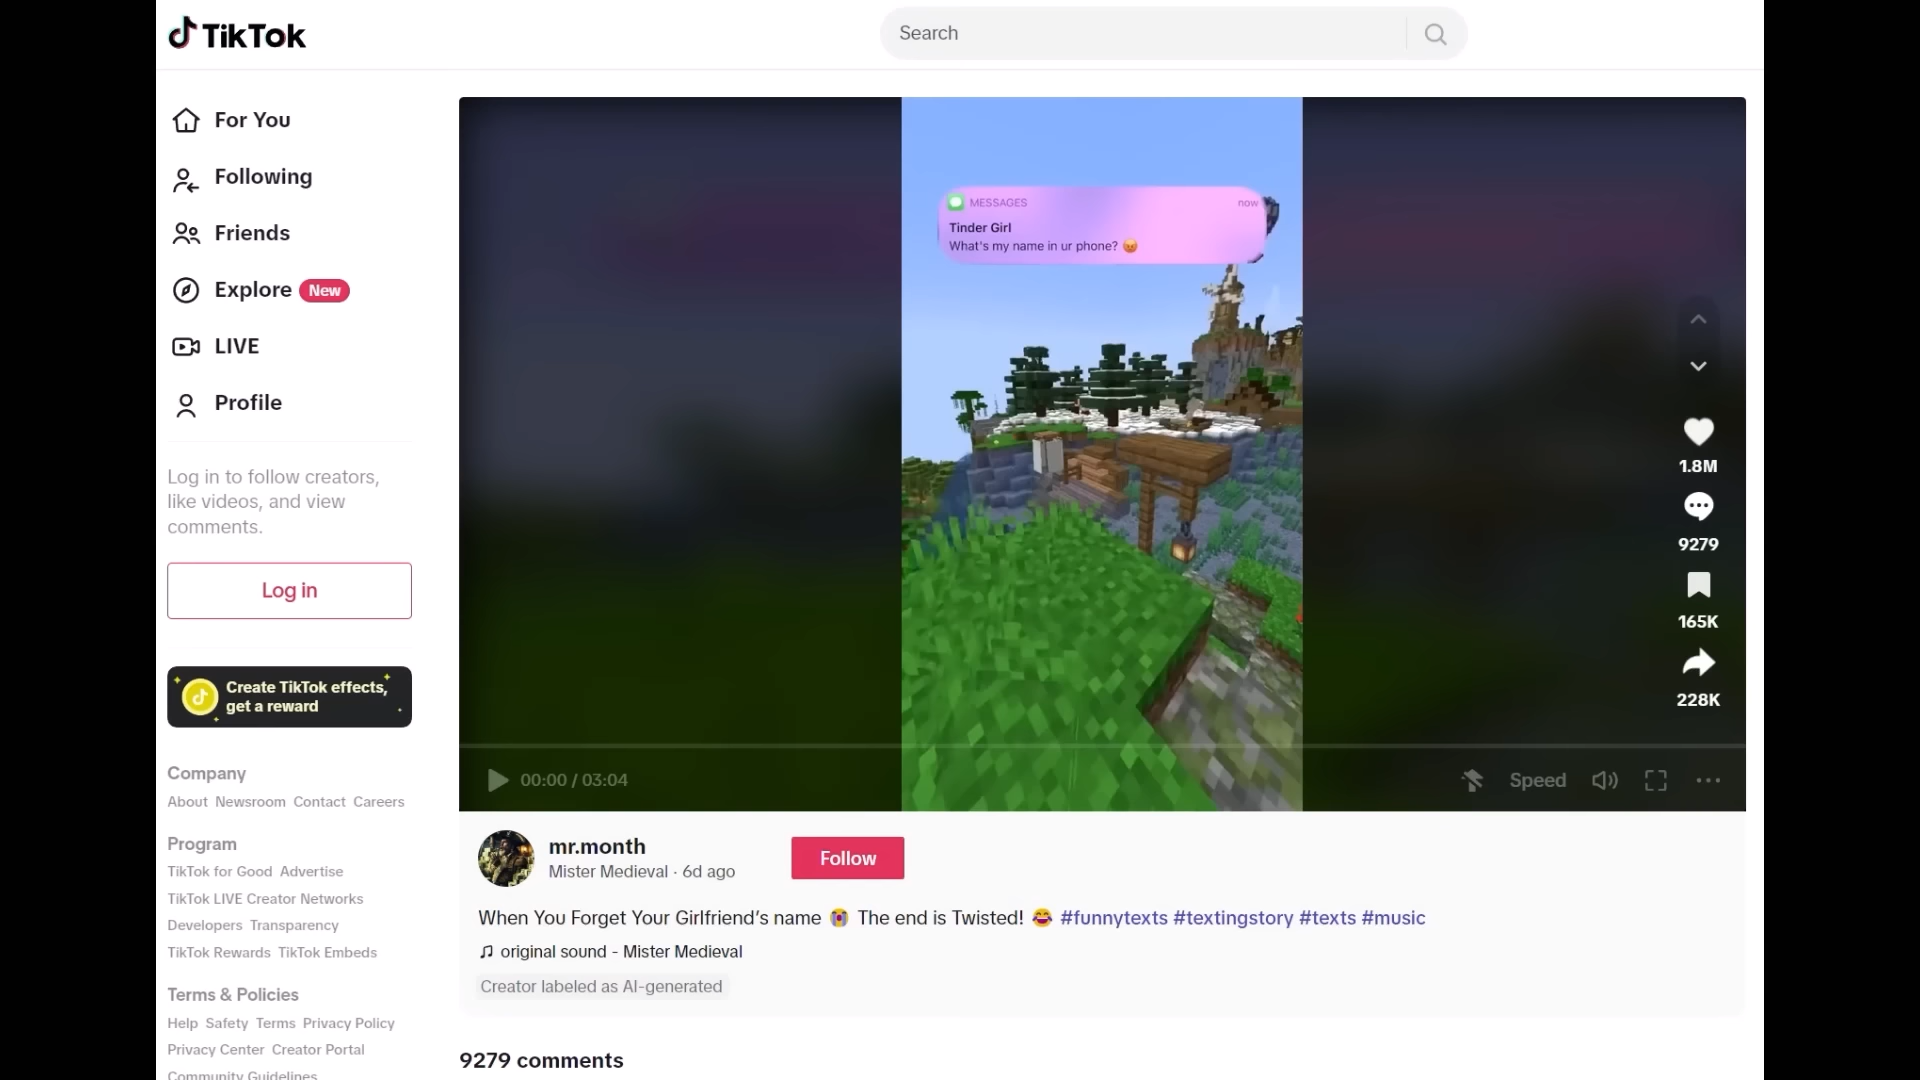 TikTok
Search
For You
Following
Friends
Explore New
LIVE
Profile
Log in to follow creators,
like videos, and view
comments.
Log in
Create TikTok effects,
get a reward
Company
About Newsroom Contact Careers
Program
TikTok for Good Advertise
TikTok LIVE Creator Networks
Developers Transparency
TikTok Rewards TikTok Embeds
Terms & Policies
Help Safety Terms Privacy Policy
Privacy Center Creator Portal
Community Guidelines
MESSAGES now
Tinder Girl
What's my name in ur phone? 😡
1.8M
9279
165K
228K
00:00 / 03:04
Speed
mr.month
Mister Medieval · 6d ago
Follow
When You Forget Your Girlfriend’s name 😭 The end is Twisted! 😂 #funnytexts #textingstory #texts #music
original sound - Mister Medieval
Creator labeled as AI-generated
9279 comments